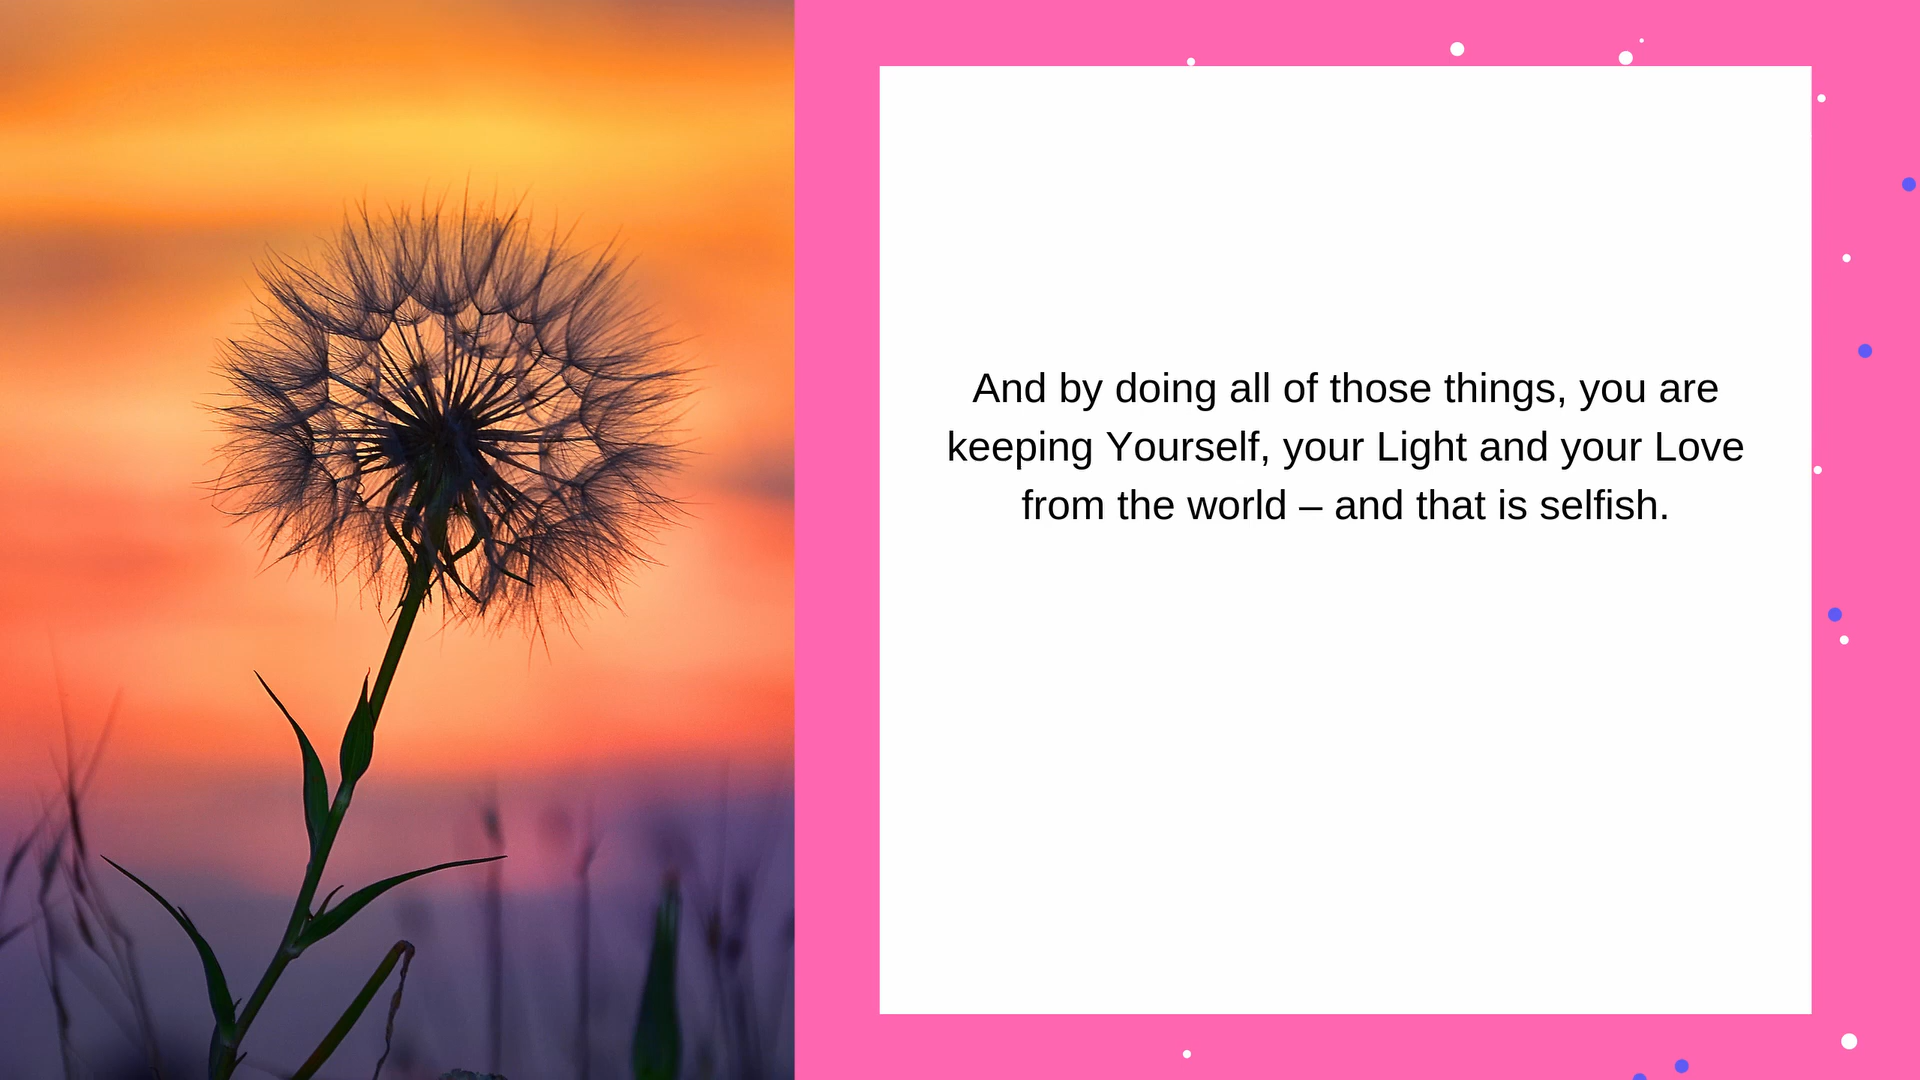 And by doing all of those things, you are
keeping Yourself, your Light and your Love
from the world – and that is selfish.